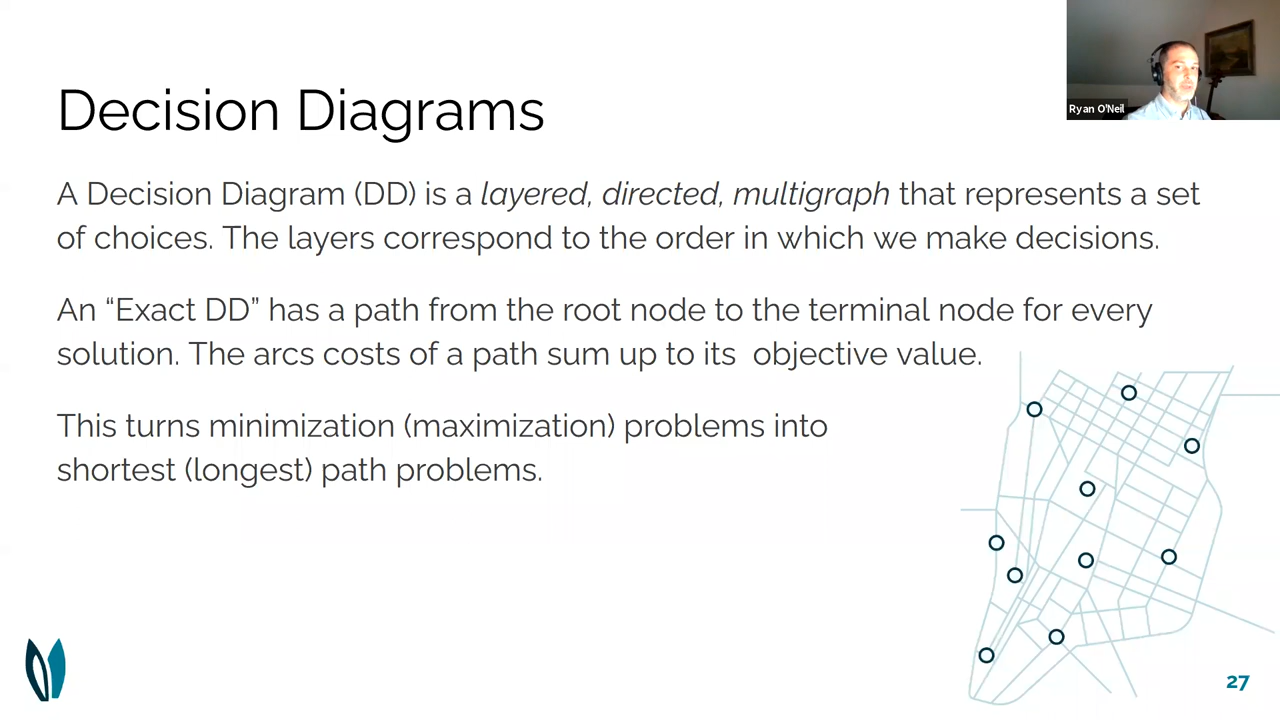 Ryan O'Neil
Decision Diagrams
A Decision Diagram (DD) is a layered, directed, multigraph that represents a set
of choices. The layers correspond to the order in which we make decisions.
An “Exact DD” has a path from the root node to the terminal node for every
solution. The arcs costs of a path sum up to its  objective value.
This turns minimization (maximization) problems into
shortest (longest) path problems.
27